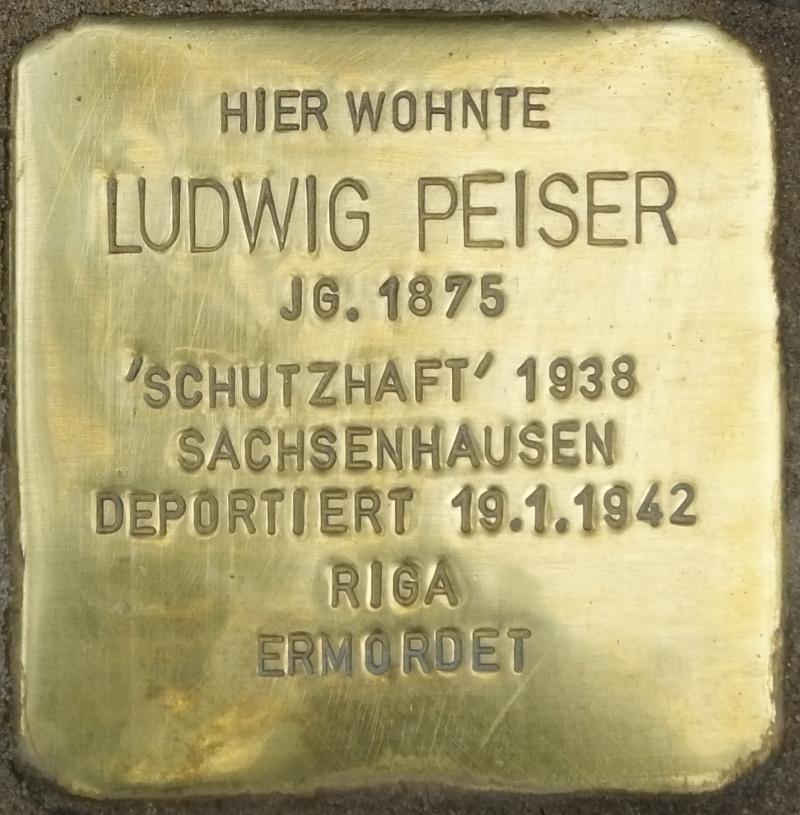 HIER WOHNTE
LUDWIG PEISER
JG. 1875
'SCHUTZHAFT' 1938
SACHSENHAUSEN
DEPORTIERT 19.1.1942
RIGA
ERMORDET